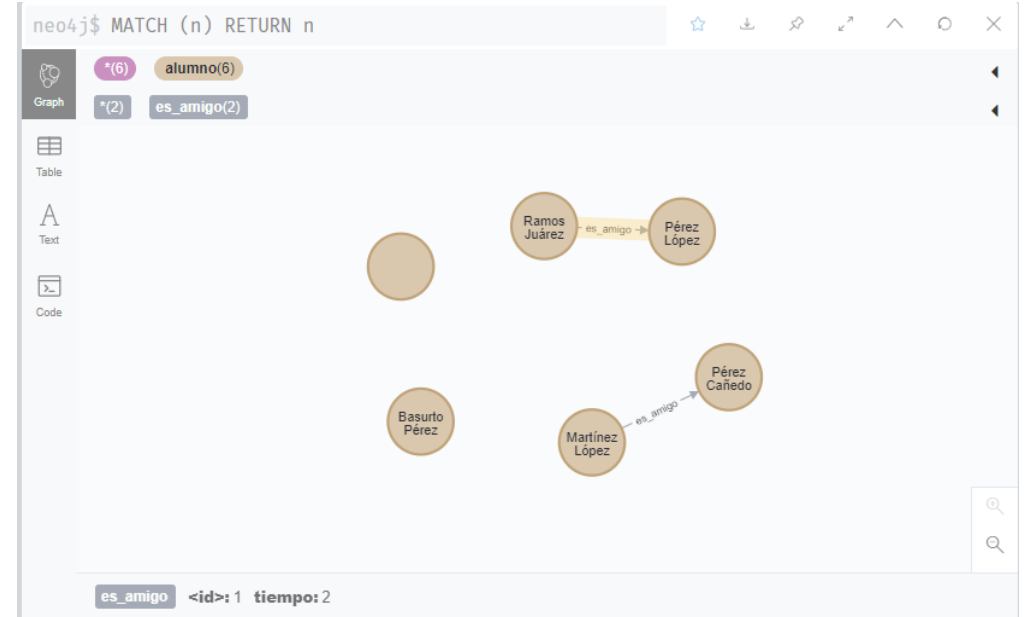 neo4j$ MATCH (n) RETURN n
*(6) alumno(6)
*(2) es_amigo(2)
Graph
Table
Text
Code
Ramos
Juárez
es_amigo
Pérez
López
Basurto
Pérez
Martínez
López
es_amigo
Pérez
Cañedo
es_amigo <id>: 1 tiempo: 2